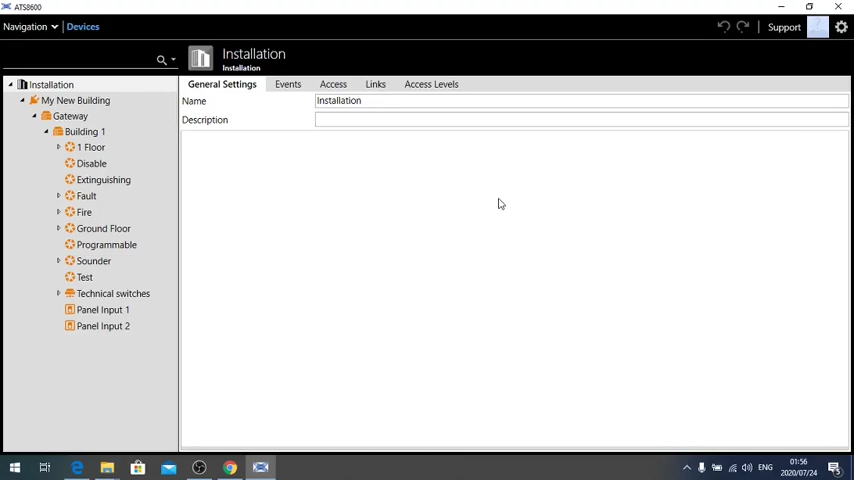 ATS8600
Navigation Devices
Support
Installation
Installation
Installation
General Settings Events Access Links Access Levels
My New Building
Name Installation
Gateway
Description
Building 1
1 Floor
Disable
Extinguishing
Fault
Fire
Ground Floor
Programmable
Sounder
Test
Technical switches
Panel Input 1
Panel Input 2
ENG
01:56
2020/07/24